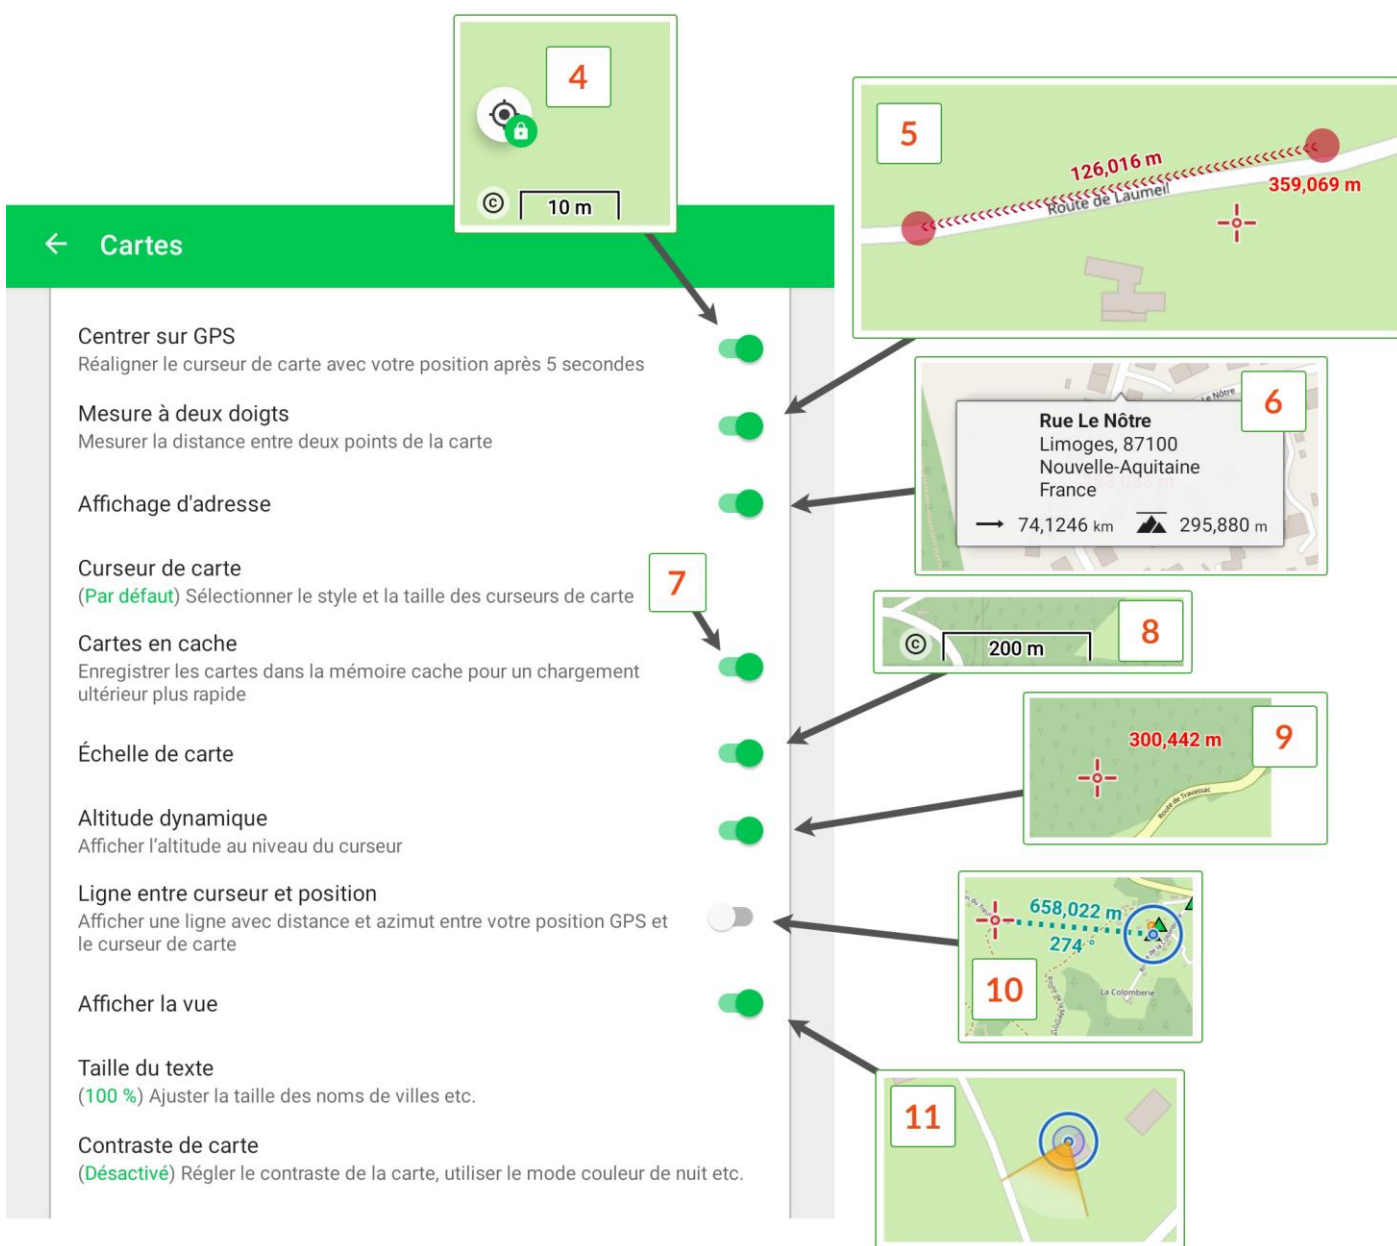 4
© 10 m
5
126,016 m
359,069 m
Route de Laumeil
Cartes
Centrer sur GPS
Réaligner le curseur de carte avec votre position après 5 secondes
Mesure à deux doigts
Mesurer la distance entre deux points de la carte
Affichage d'adresse
Curseur de carte
(Par défaut) Sélectionner le style et la taille des curseurs de carte
7
Cartes en cache
Enregistrer les cartes dans la mémoire cache pour un chargement
ultérieur plus rapide
Échelle de carte
Altitude dynamique
Afficher l'altitude au niveau du curseur
Ligne entre curseur et position
Afficher une ligne avec distance et azimut entre votre position GPS et
le curseur de carte
Afficher la vue
Taille du texte
(100 %) Ajuster la taille des noms de villes etc.
Contraste de carte
(Désactivé) Régler le contraste de la carte, utiliser le mode couleur de nuit etc.
6
Le Nôtre
Rue Le Nôtre
Limoges, 87100
Nouvelle-Aquitaine
France
74,1246 km 295,880 m
8
© 200 m
9
300,442 m
Route de Travassac
10
658,022 m
274 °
La Colomberie
11